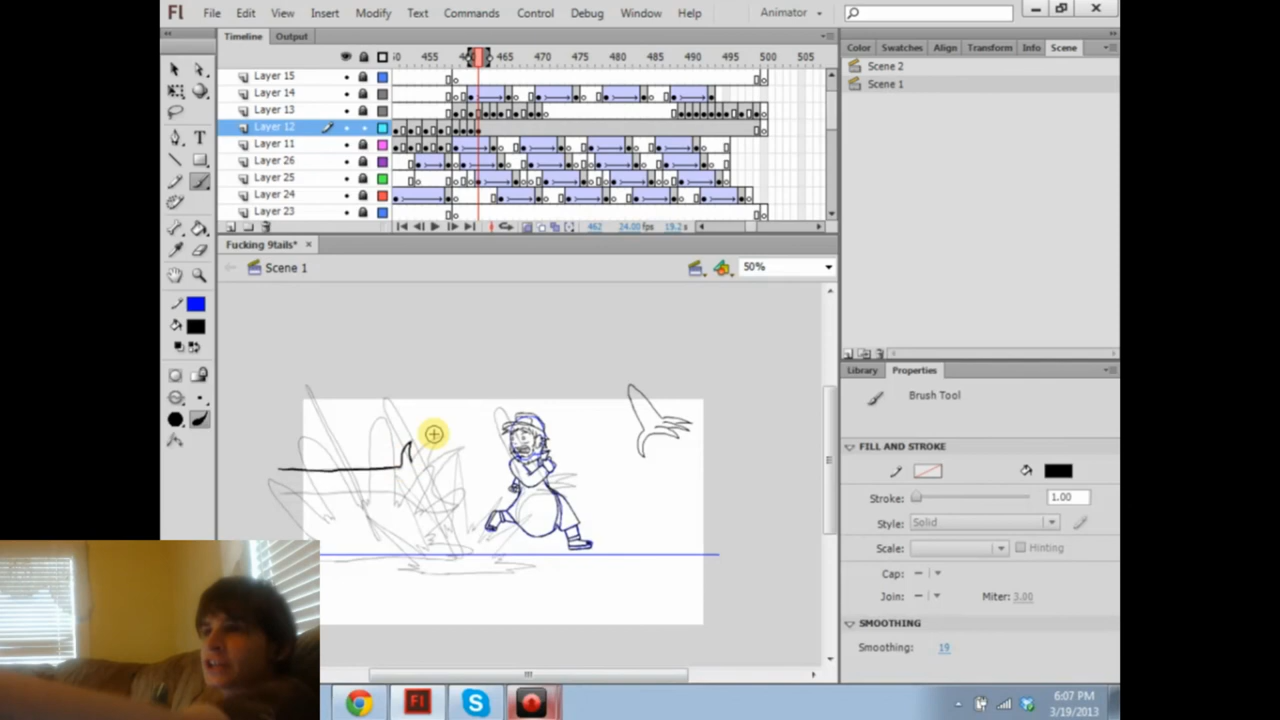 Fl File Edit View Insert Modify Text Commands Control Debug Window Help Animator
Timeline Output
455 465 470 475 480 485 490 495 500 505
Layer 15
Layer 14
Layer 13
Layer 12
Layer 11
Layer 26
Layer 25
Layer 24
Layer 23
462 24.00 fps 19.2 s
Fucking 9tails* ×
Scene 1
50%
Color Swatches Align Transform Info Scene
Scene 2
Scene 1
Library Properties
Brush Tool
FILL AND STROKE
Stroke: 1.00
Style: Solid
Scale: Hinting
Cap: –
Join: – Miter: 3.00
SMOOTHING
Smoothing: 19
Fl
6:07 PM
3/19/2013